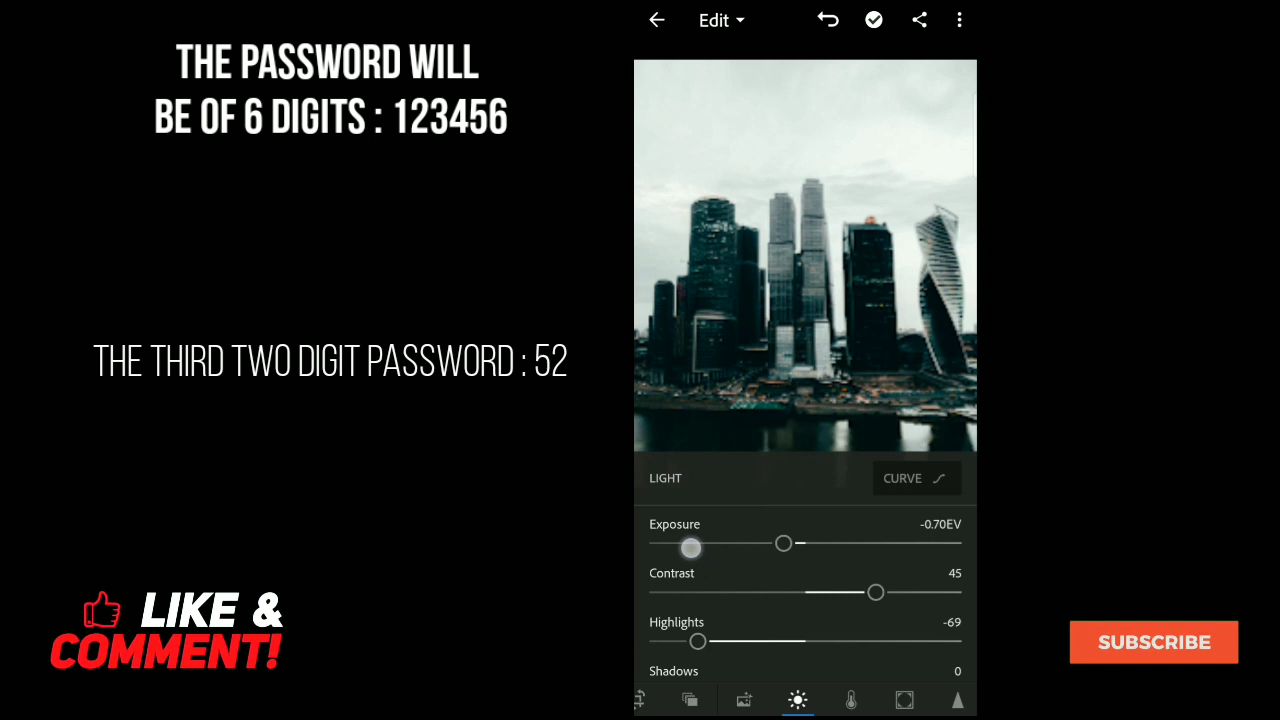 THE PASSWORD WILL
BE OF 6 DIGITS : 123456
THE THIRD TWO DIGIT PASSWORD : 52
LIKE &
COMMENT!
Edit
LIGHT
CURVE
Exposure -0.70EV
Contrast 45
Highlights -69
Shadows 0
SUBSCRIBE